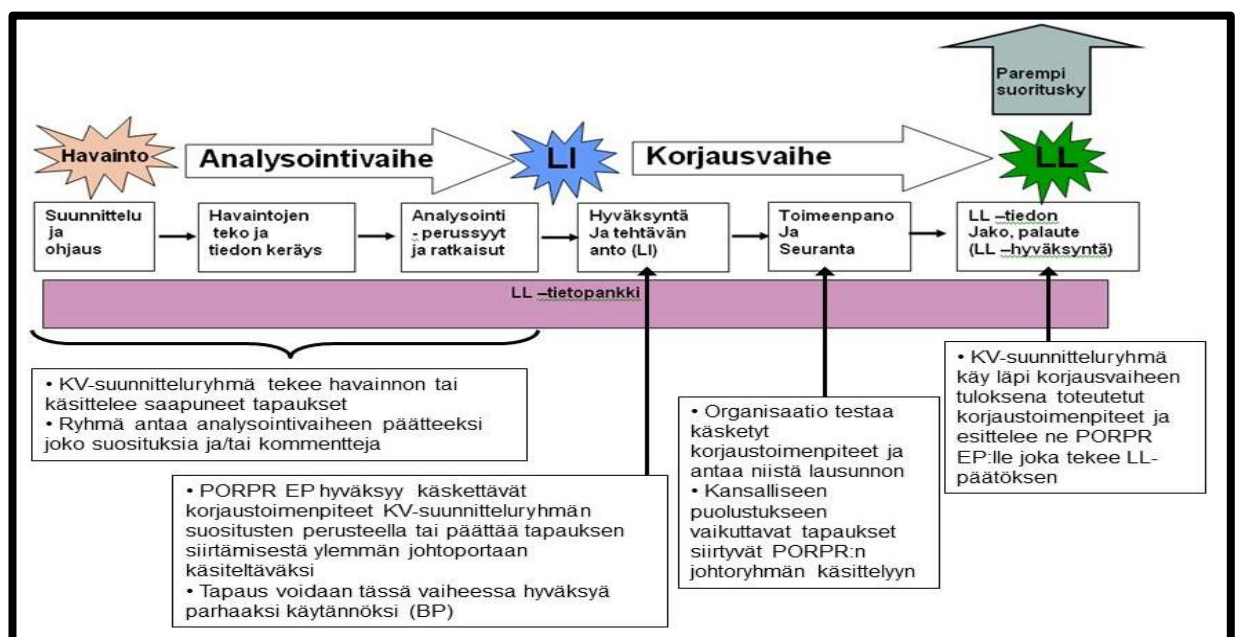 Parempi
suoritusky
Havainto
Analysointivaihe
LI
Korjausvaihe
LL
Suunnittelu
ja
ohjaus
Havaintojen
teko ja
tiedon keräys
Analysointi
- perussyyt
ja ratkaisut
Hyväksyntä
Ja tehtävän
anto (LI)
Toimeenpano
Ja
Seuranta
LL –tiedon
Jako, palaute
(LL –hyväksyntä)
LL –tietopankki
• KV-suunnitteluryhmä tekee havainnon tai
käsittelee saapuneet tapaukset
• Ryhmä antaa analysointivaiheen päätteeksi
joko suosituksia ja/tai kommentteja
• PORPR EP hyväksyy käskettävät
korjaustoimenpiteet KV-suunnitteluryhmän
suositusten perusteella tai päättää tapauksen
siirtämisestä ylemmän johtoportaan
käsiteltäväksi
• Tapaus voidaan tässä vaiheessa hyväksyä
parhaaksi käytännöksi (BP)
• Organisaatio testaa
käsketyt
korjaustoimenpiteet ja
antaa niistä lausunnon
• Kansalliseen
puolustukseen
vaikuttavat tapaukset
siirtyvät PORPR:n
johtoryhmän käsittelyyn
• KV-suunnitteluryhmä
käy läpi korjausvaiheen
tuloksena toteutetut
korjaustoimenpiteet ja
esittelee ne PORPR
EP:lle joka tekee LL-
päätöksen